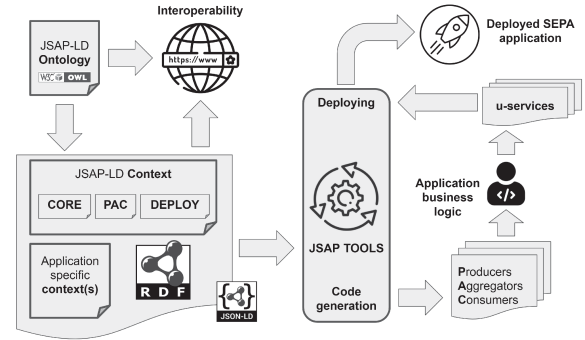 Interoperability
JSAP-LD
Ontology
W3C OWL
https://www
Deployed SEPA
application
Deploying
u-services
JSAP-LD Context
CORE
PAC
DEPLOY
Application
business
logic
</>
JSAP TOOLS
Application
specific
context(s)
RDF
{ }
JSON-LD
Code
generation
Producers
Aggregators
Consumers